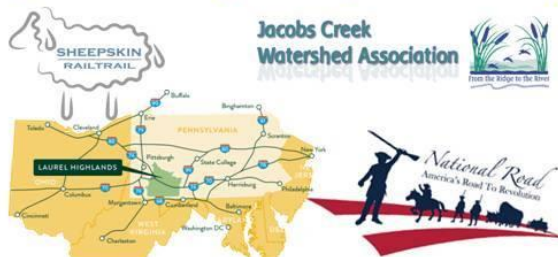 SHEEPSKIN
RAILTRAIL
Jacobs Creek
Watershed Association
From the Ridge to the River
Buffalo
Erie
Binghamton
Toledo
Cleveland
PENNSYLVANIA
Scranton
New York
Pittsburgh
State College
LAUREL HIGHLANDS
OHIO
Columbus
Harrisburg
Philadelphia
Morgantown
Cumberland
Baltimore
Cincinnati
WEST
VIRGINIA
Washington DC
Charleston
National Road
America's Road To Revolution